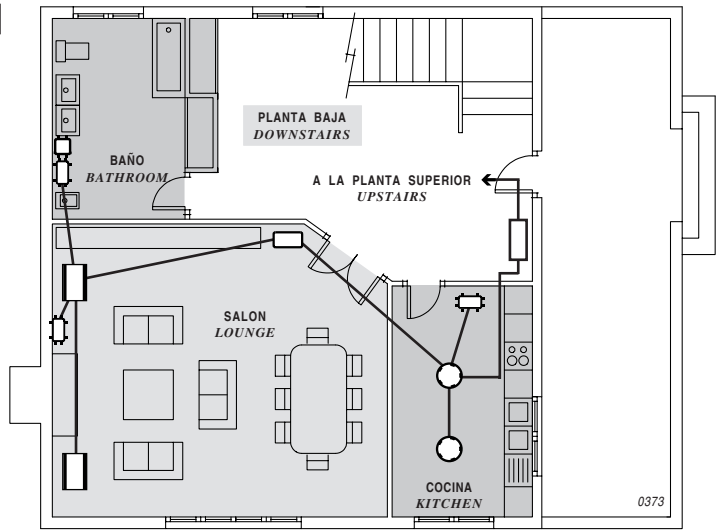 PLANTA BAJA
DOWNSTAIRS
BAÑO
BATHROOM
A LA PLANTA SUPERIOR
UPSTAIRS
SALON
LOUNGE
COCINA
KITCHEN
0373